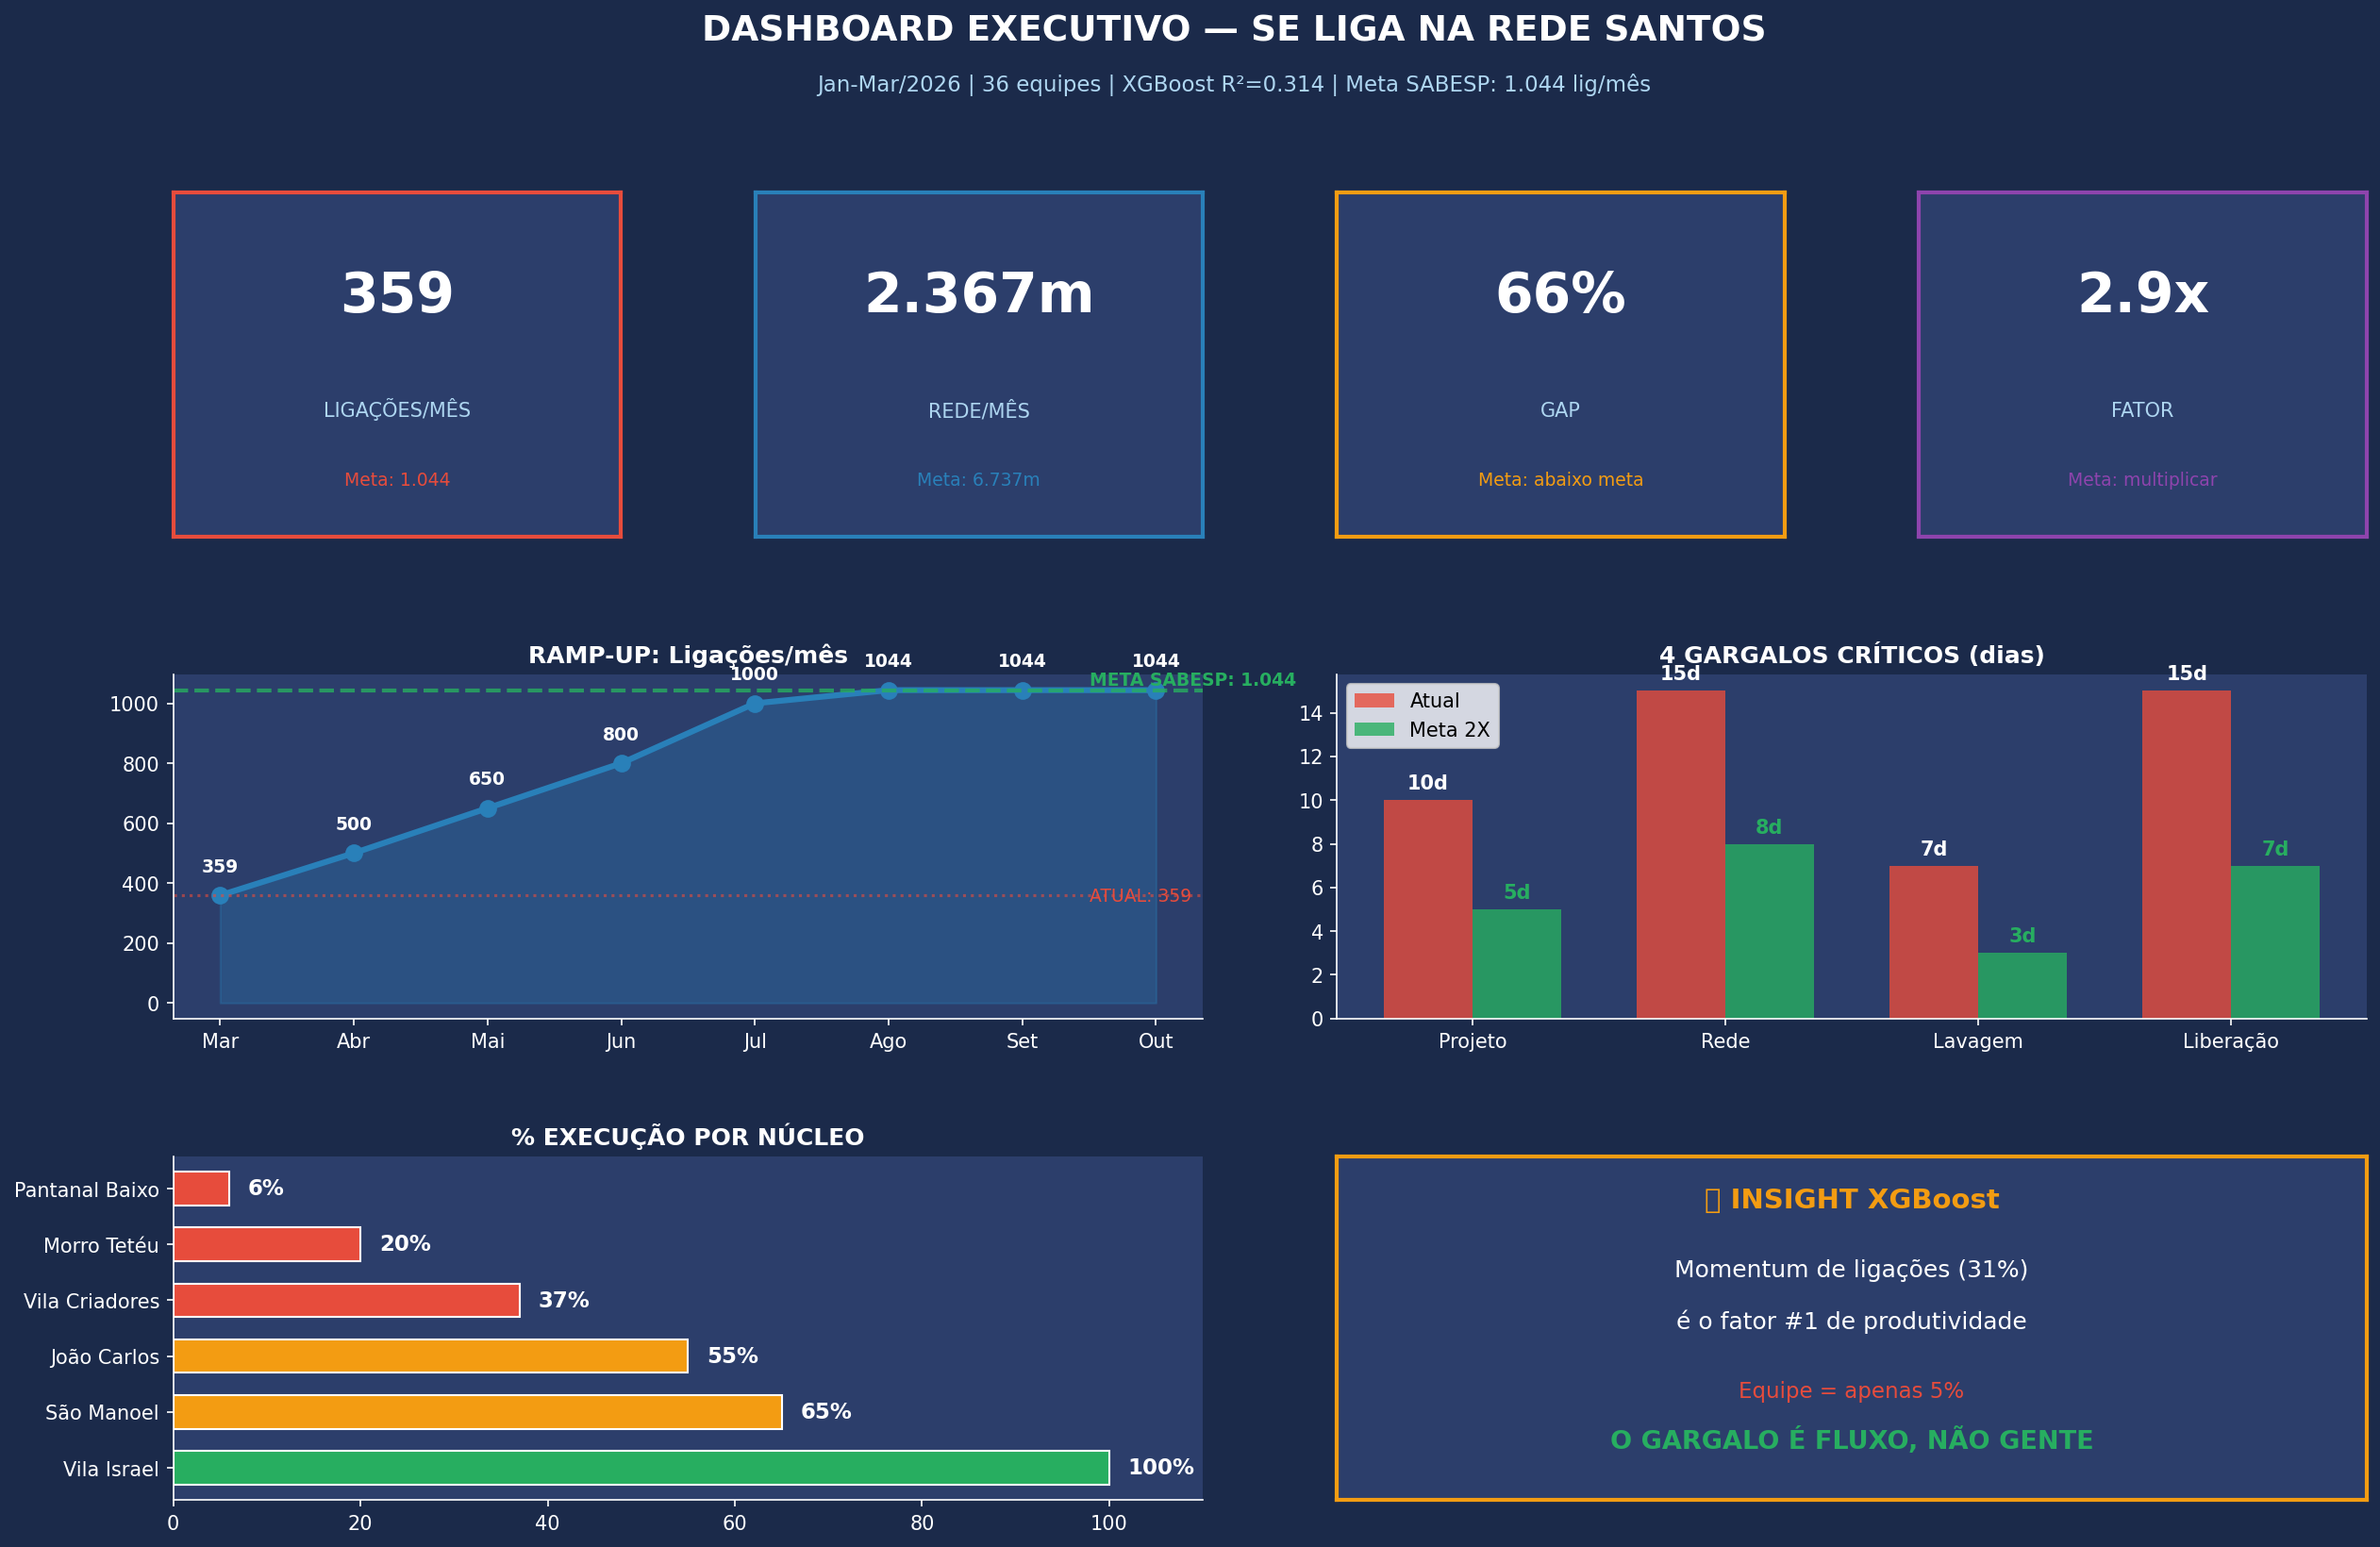 DASHBOARD EXECUTIVO — SE LIGA NA REDE SANTOS
Jan-Mar/2026 | 36 equipes | XGBoost R²=0.314 | Meta SABESP: 1.044 lig/mês
359
LIGAÇÕES/MÊS
Meta: 1.044
2.367m
REDE/MÊS
Meta: 6.737m
66%
GAP
Meta: abaixo meta
2.9x
FATOR
Meta: multiplicar
RAMP-UP: Ligações/mês
1000
800
600
400
200
0
359
500
650
800
1000
1044
1044
1044
META SABESP: 1.044
ATUAL: 359
Mar
Abr
Mai
Jun
Jul
Ago
Set
Out
4 GARGALOS CRÍTICOS (dias)
Atual
Meta 2X
14
12
10
8
6
4
2
0
10d
5d
15d
8d
7d
3d
15d
7d
Projeto
Rede
Lavagem
Liberação
% EXECUÇÃO POR NÚCLEO
Pantanal Baixo 6%
Morro Tetéu 20%
Vila Criadores 37%
João Carlos 55%
São Manoel 65%
Vila Israel 100%
0 20 40 60 80 100
INSIGHT XGBoost
Momentum de ligações (31%)
é o fator #1 de produtividade
Equipe = apenas 5%
O GARGALO É FLUXO, NÃO GENTE